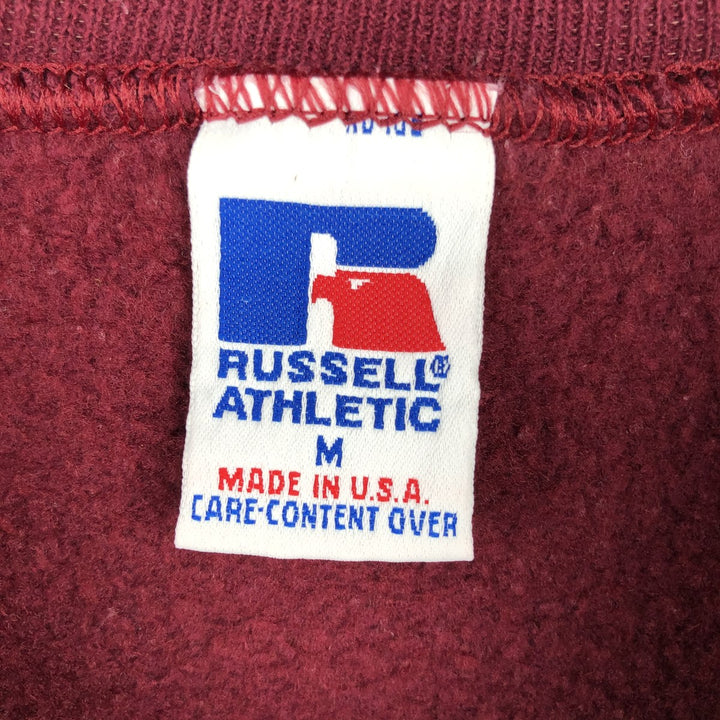 RUSSELL®
ATHLETIC
M
MADE IN U.S.A.
CARE-CONTENT OVER